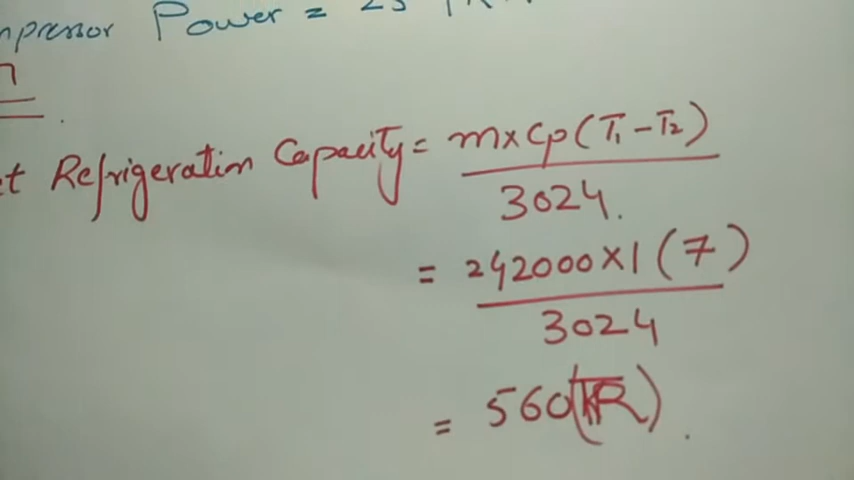 Power =
Refrigeration Capacity = m×Cp(T₁-T₂)
3024.
= 242000×1(7)
3024
= 560(TR).